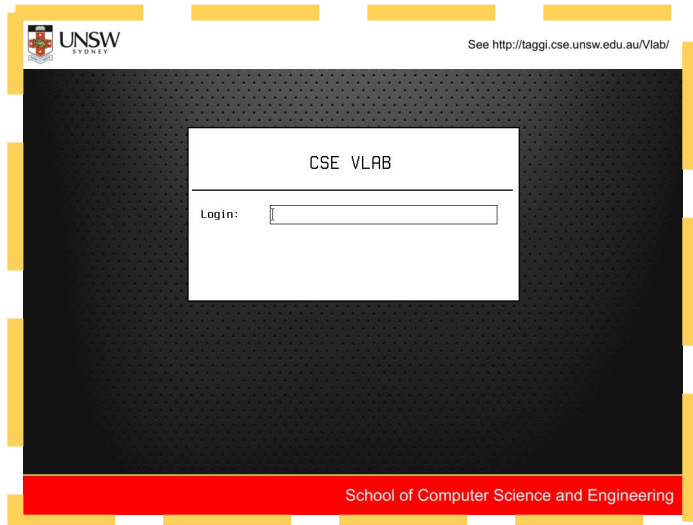 UNSW
SYDNEY
See http://taggi.cse.unsw.edu.au/Vlab/
CSE VLAB
Login:
School of Computer Science and Engineering